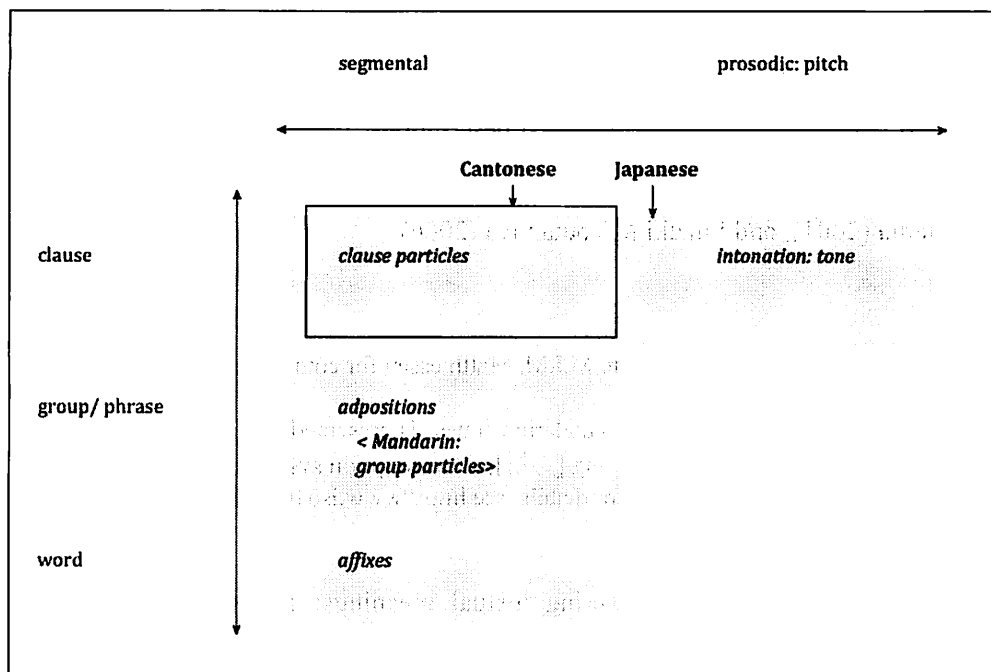 segmental prosodic: pitch
Cantonese Japanese
clause clause particles intonation: tone
group/ phrase adpositions
< Mandarin:
group particles>
word affixes